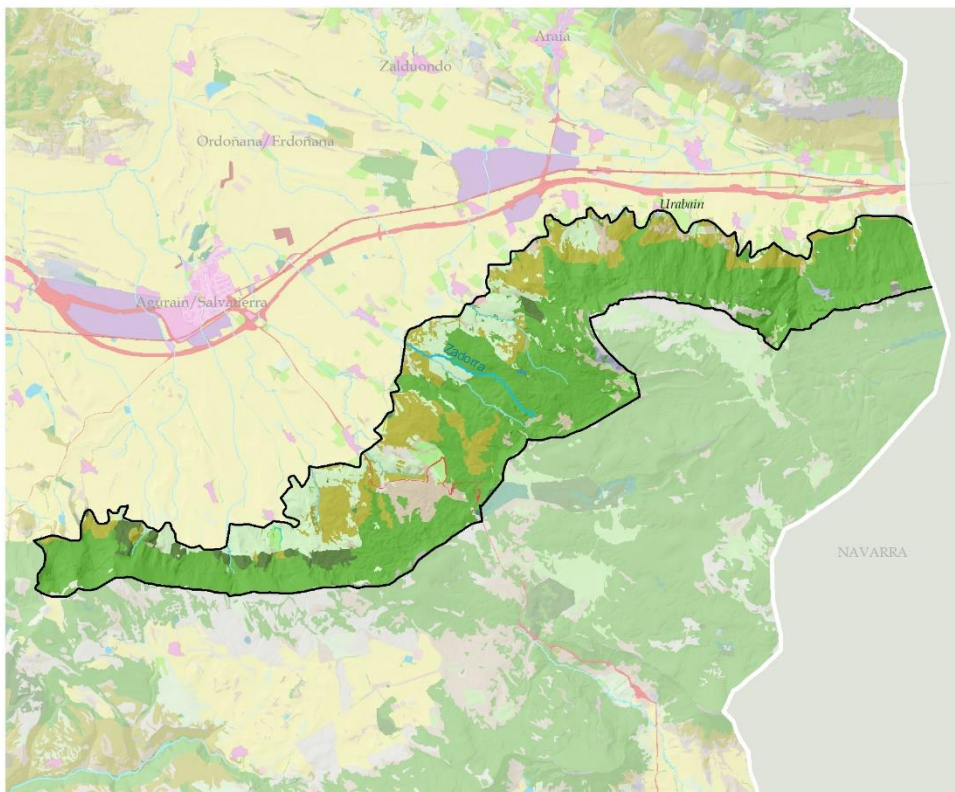 Araia
Zalduondo
Ordoñana/Erdoñana
Urabain
Agurain/Salvatierra
Zadorra
NAVARRA